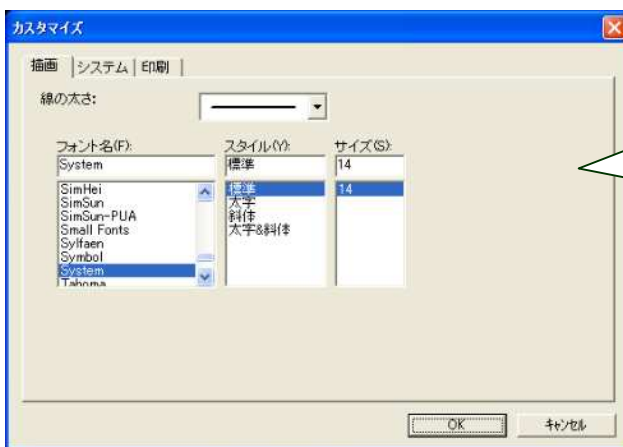 カスタマイズ
描画 システム 印刷
線の太さ:
フォント名(F): スタイル(Y): サイズ(S):
System 標準 14
SimHei 標準 14
SimSun 太字
SimSun-PUA 斜体
Small Fonts 太字&斜体
Sylfaen
Symbol
System
Tahoma
OK キャンセル